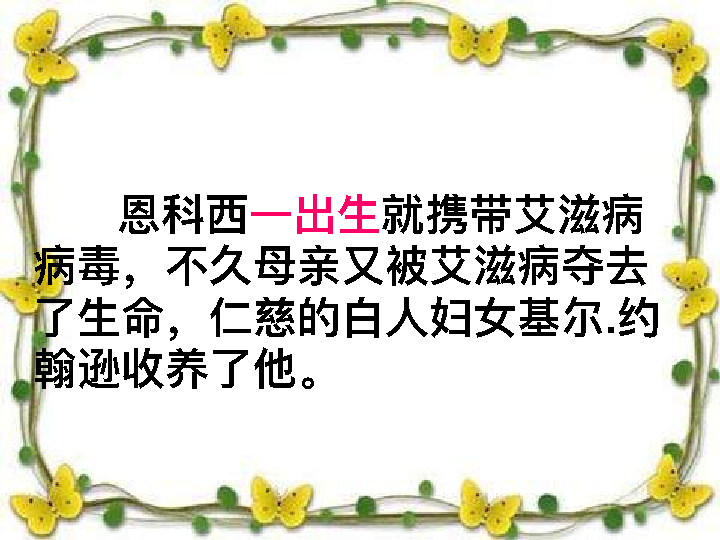 恩科西一出生就携带艾滋病
病毒，不久母亲又被艾滋病夺去
了生命，仁慈的白人妇女基尔.约
翰逊收养了他。